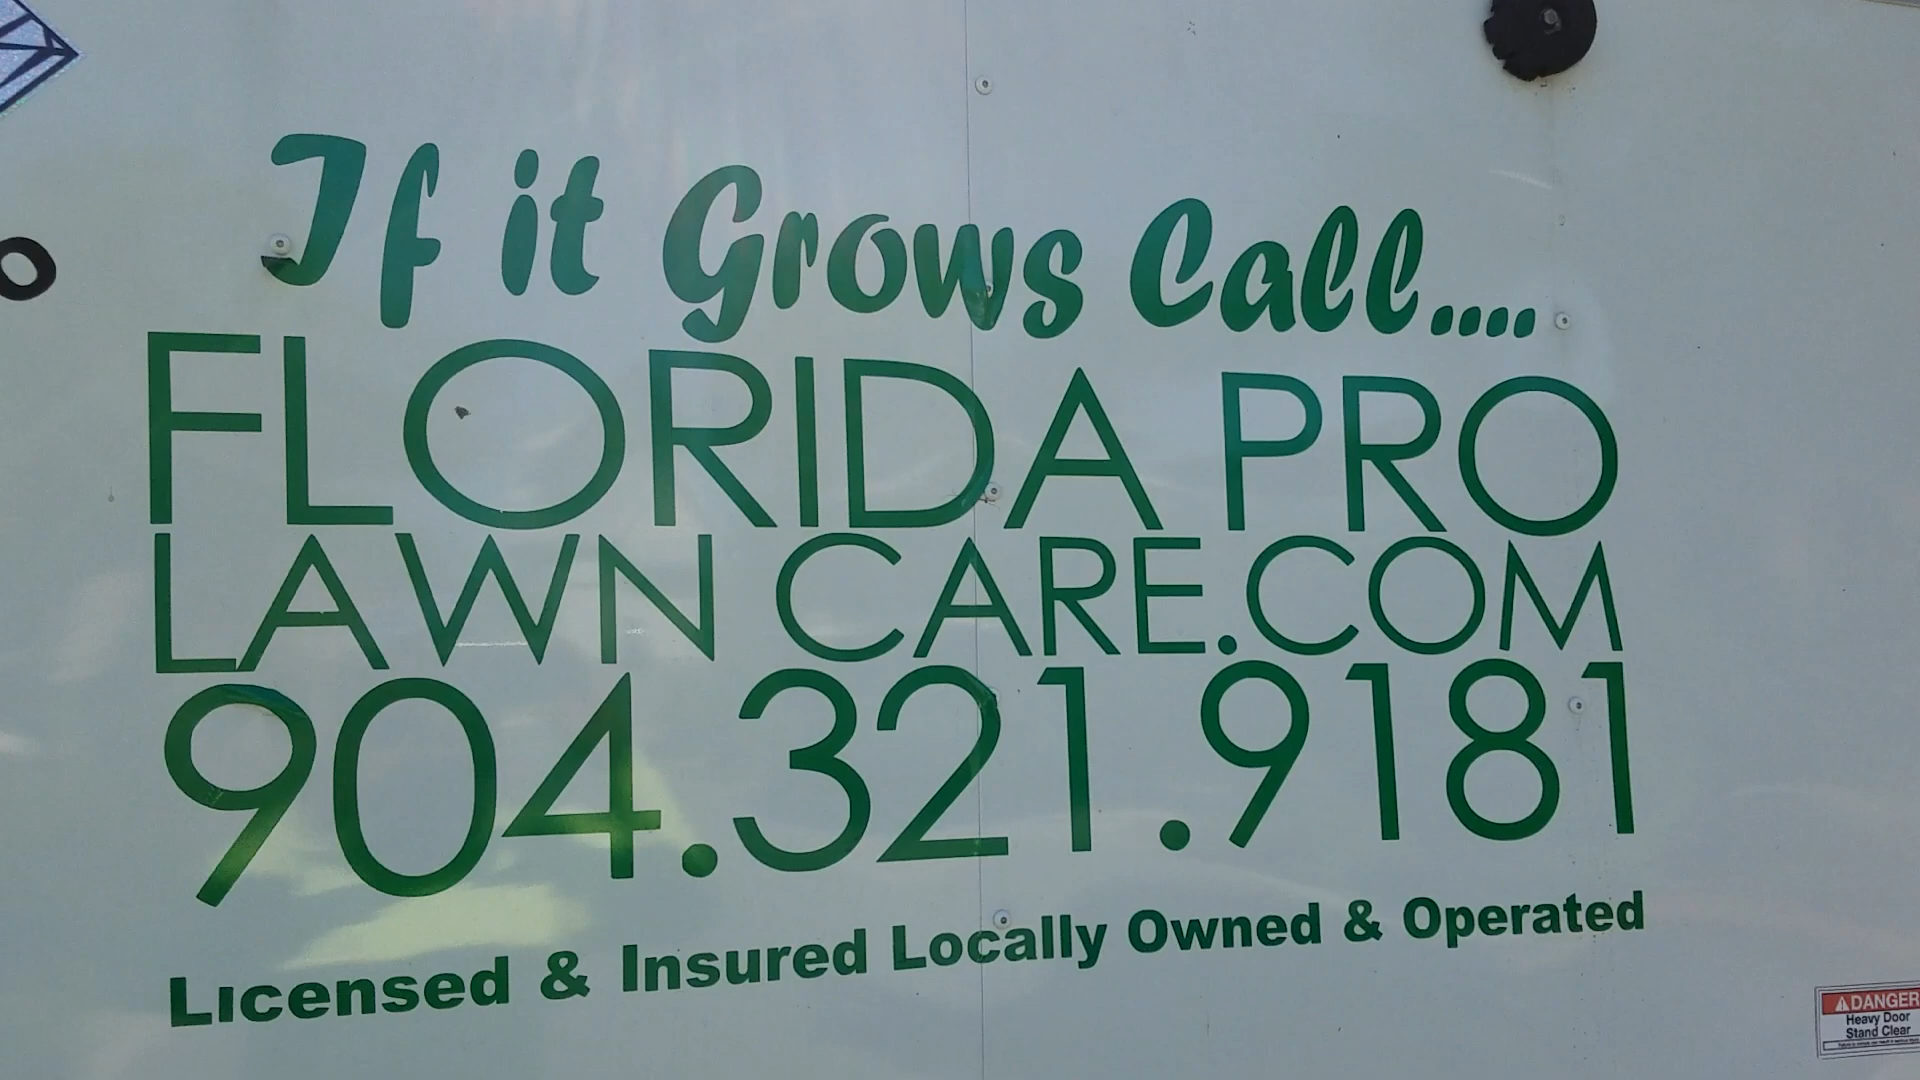 If it Grows Call....
FLORIDA PRO
LAWN CARE.COM
904.321.9181
Licensed & Insured Locally Owned & Operated
DANGER
Heavy Door
Stand Clear